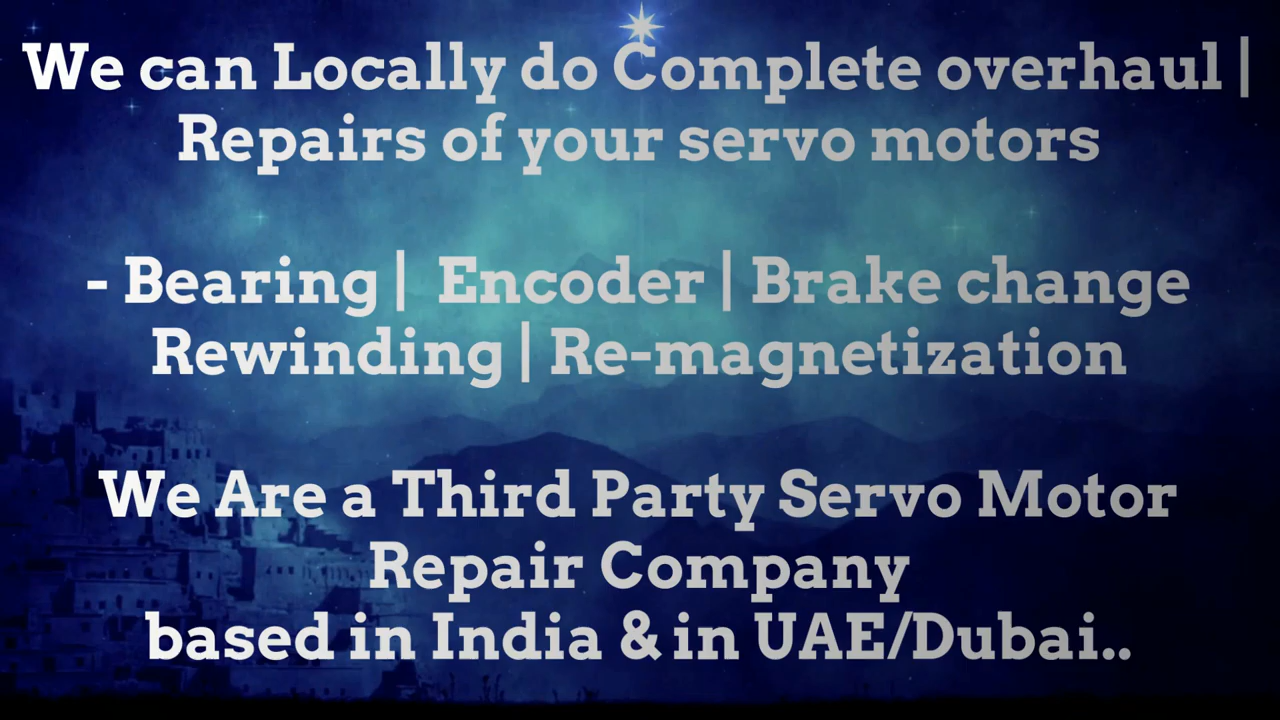 We can Locally do Complete overhaul |
Repairs of your servo motors
- Bearing | Encoder | Brake change
Rewinding | Re-magnetization
We Are a Third Party Servo Motor
Repair Company
based in India & in UAE/Dubai..